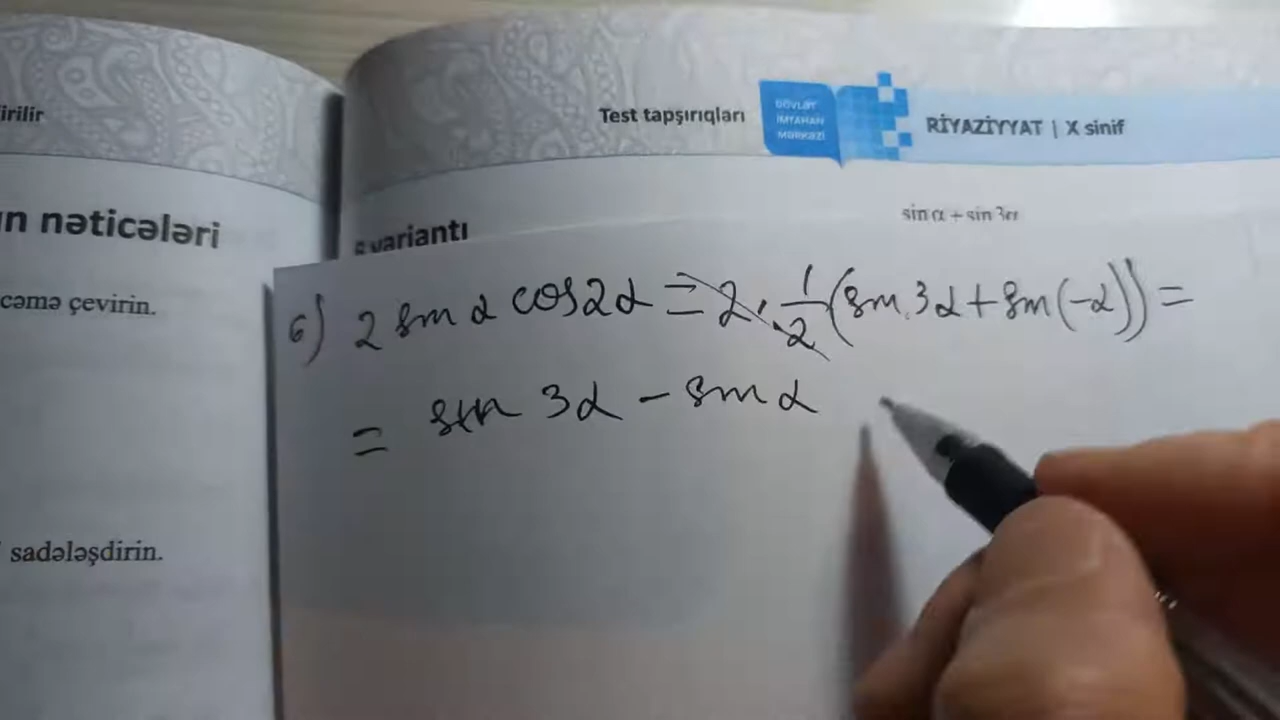 irilir
Test tapşırıqları
DÖVLƏT
İMTAHAN
MƏRKƏZİ
RİYAZİYYAT | X sinif
n nəticələri
variantı
sin α + sin 3α
cəmə çevirin.
6) 2 sin α cos 2α = 2 · 1/2 (sin 3α + sin(-α)) =
= sin 3α - sin α
sadələşdirin.